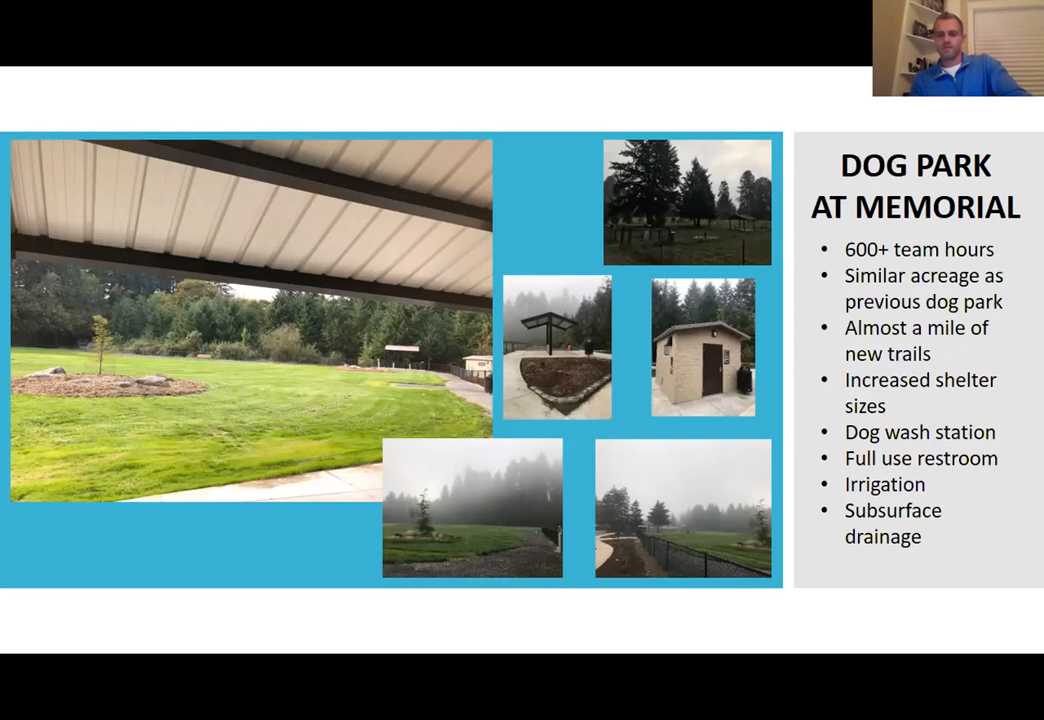 DOG PARK
AT MEMORIAL
• 600+ team hours
• Similar acreage as
previous dog park
• Almost a mile of
new trails
• Increased shelter
sizes
• Dog wash station
• Full use restroom
• Irrigation
• Subsurface
drainage